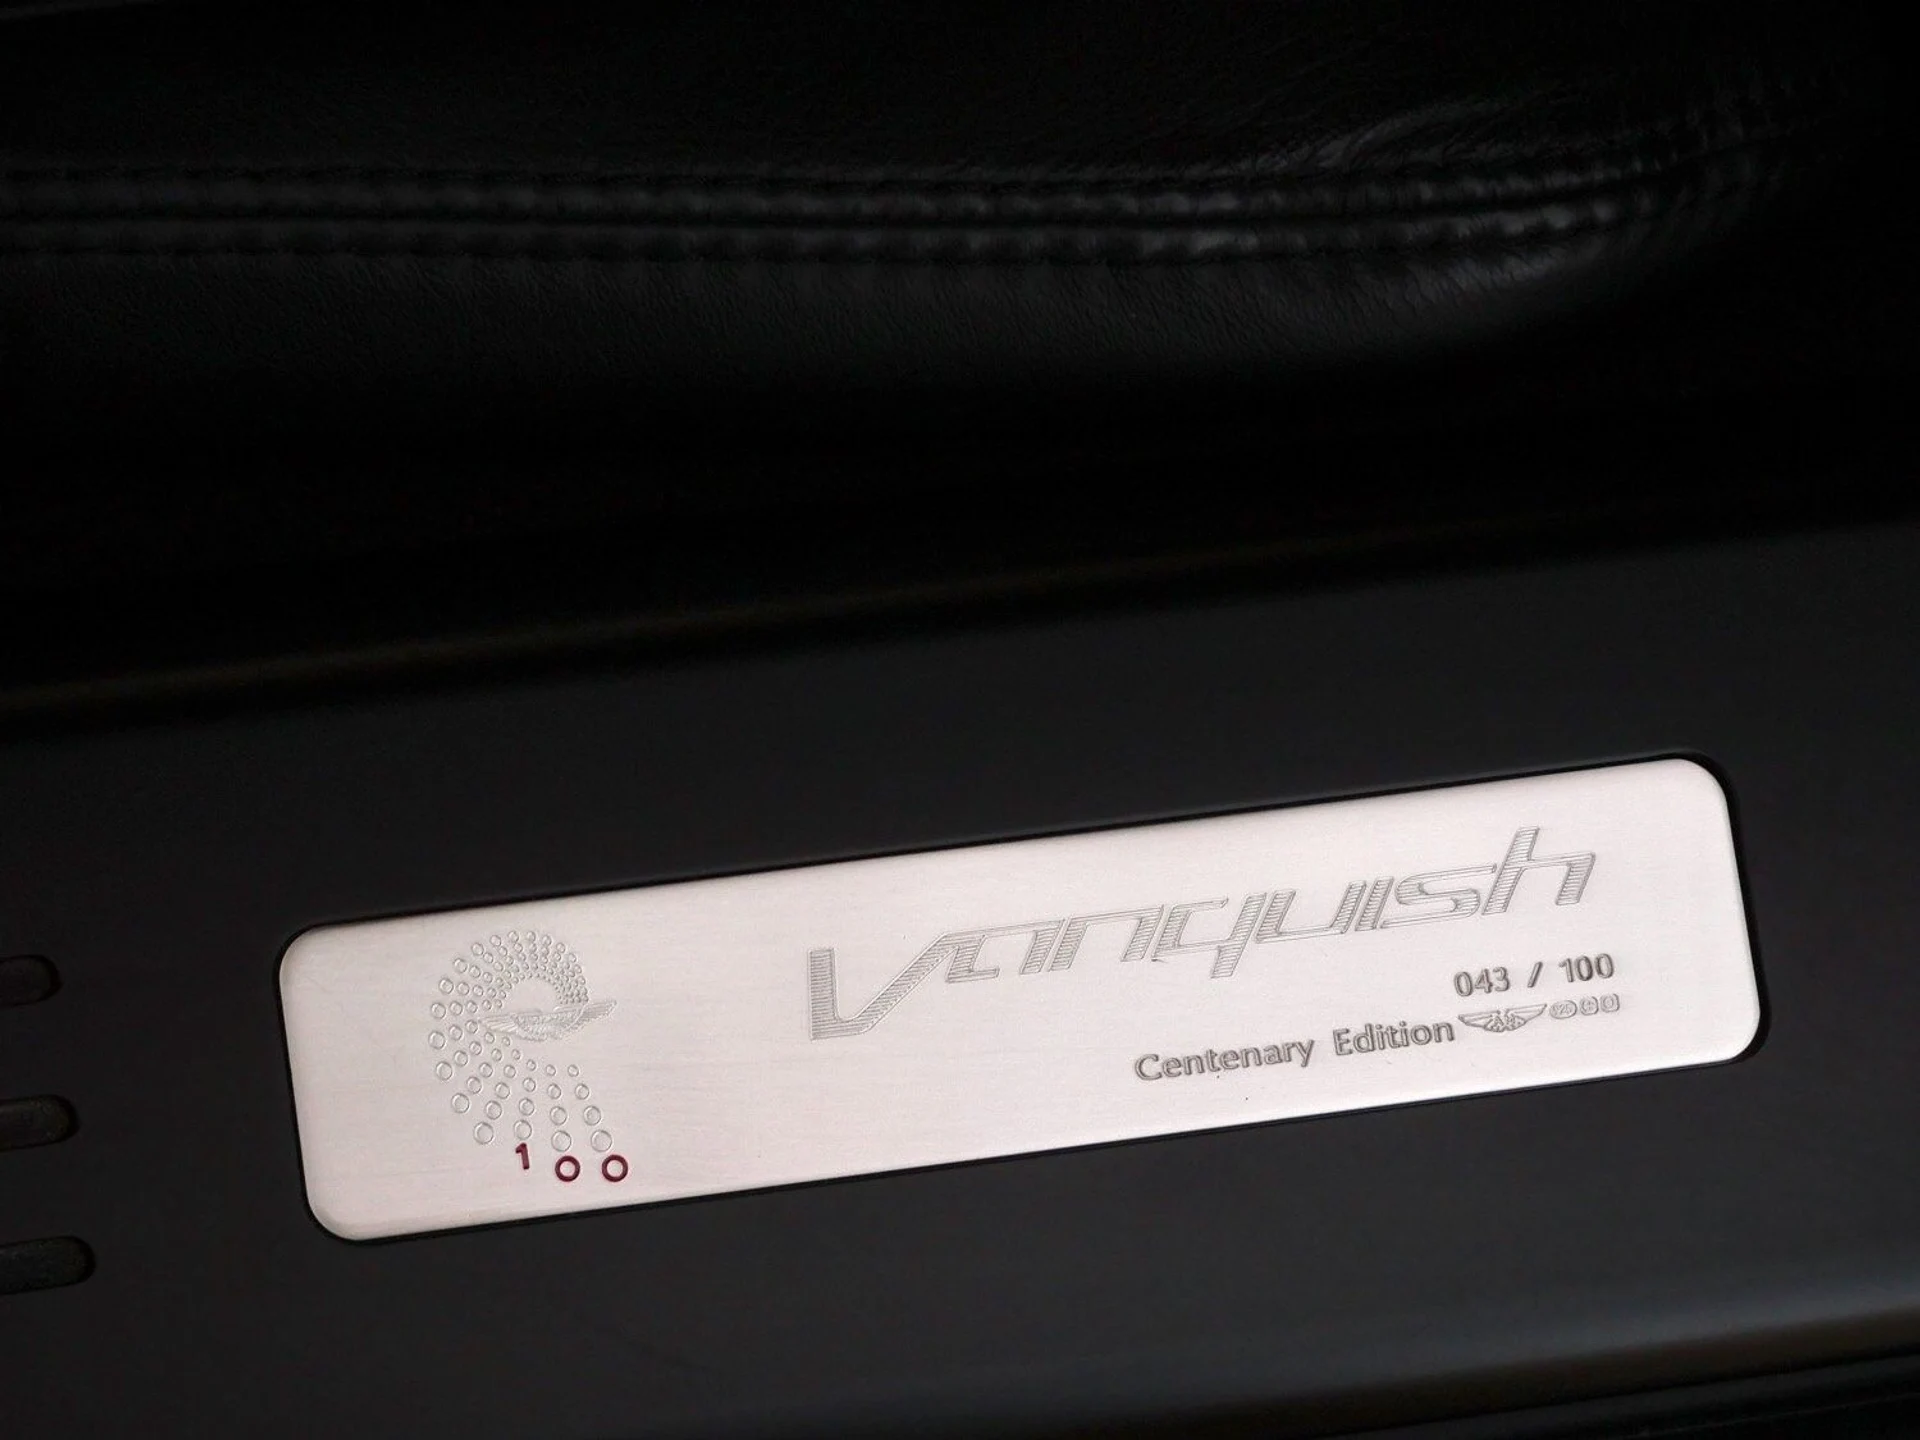 Vanquish
043 / 100
Centenary Edition
100